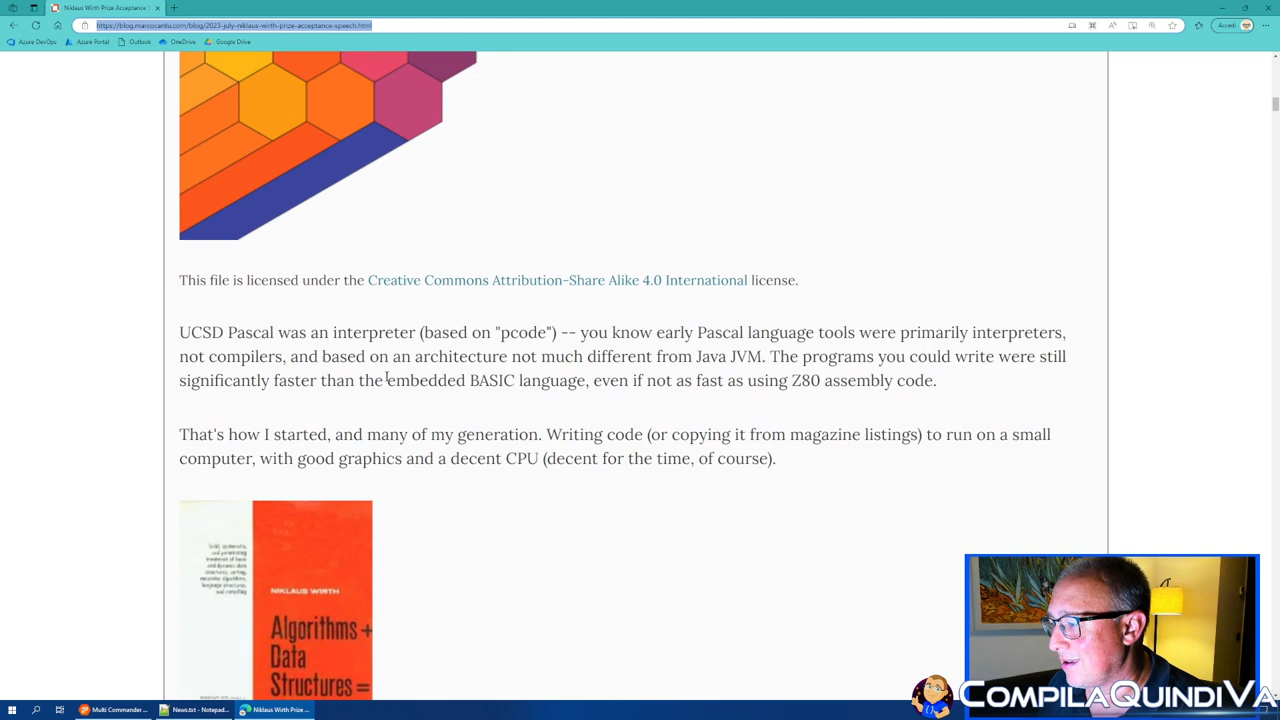 Niklaus Wirth Prize Acceptance
https://blog.marcocantu.com/blog/2023-july-niklaus-wirth-prize-acceptance-speech.html
Accedi
Azure DevOps
Azure Portal
Outlook
OneDrive
Google Drive
This file is licensed under the Creative Commons Attribution-Share Alike 4.0 International license.
UCSD Pascal was an interpreter (based on "pcode") -- you know early Pascal language tools were primarily interpreters,
not compilers, and based on an architecture not much different from Java JVM. The programs you could write were still
significantly faster than the embedded BASIC language, even if not as fast as using Z80 assembly code.
That's how I started, and many of my generation. Writing code (or copying it from magazine listings) to run on a small
computer, with good graphics and a decent CPU (decent for the time, of course).
NIKLAUS WIRTH
Algorithms +
Data
Structures =
COMPILAQUINDIVA
Multi Commander ...
News.txt - Notepad...
Niklaus Wirth Prize ...